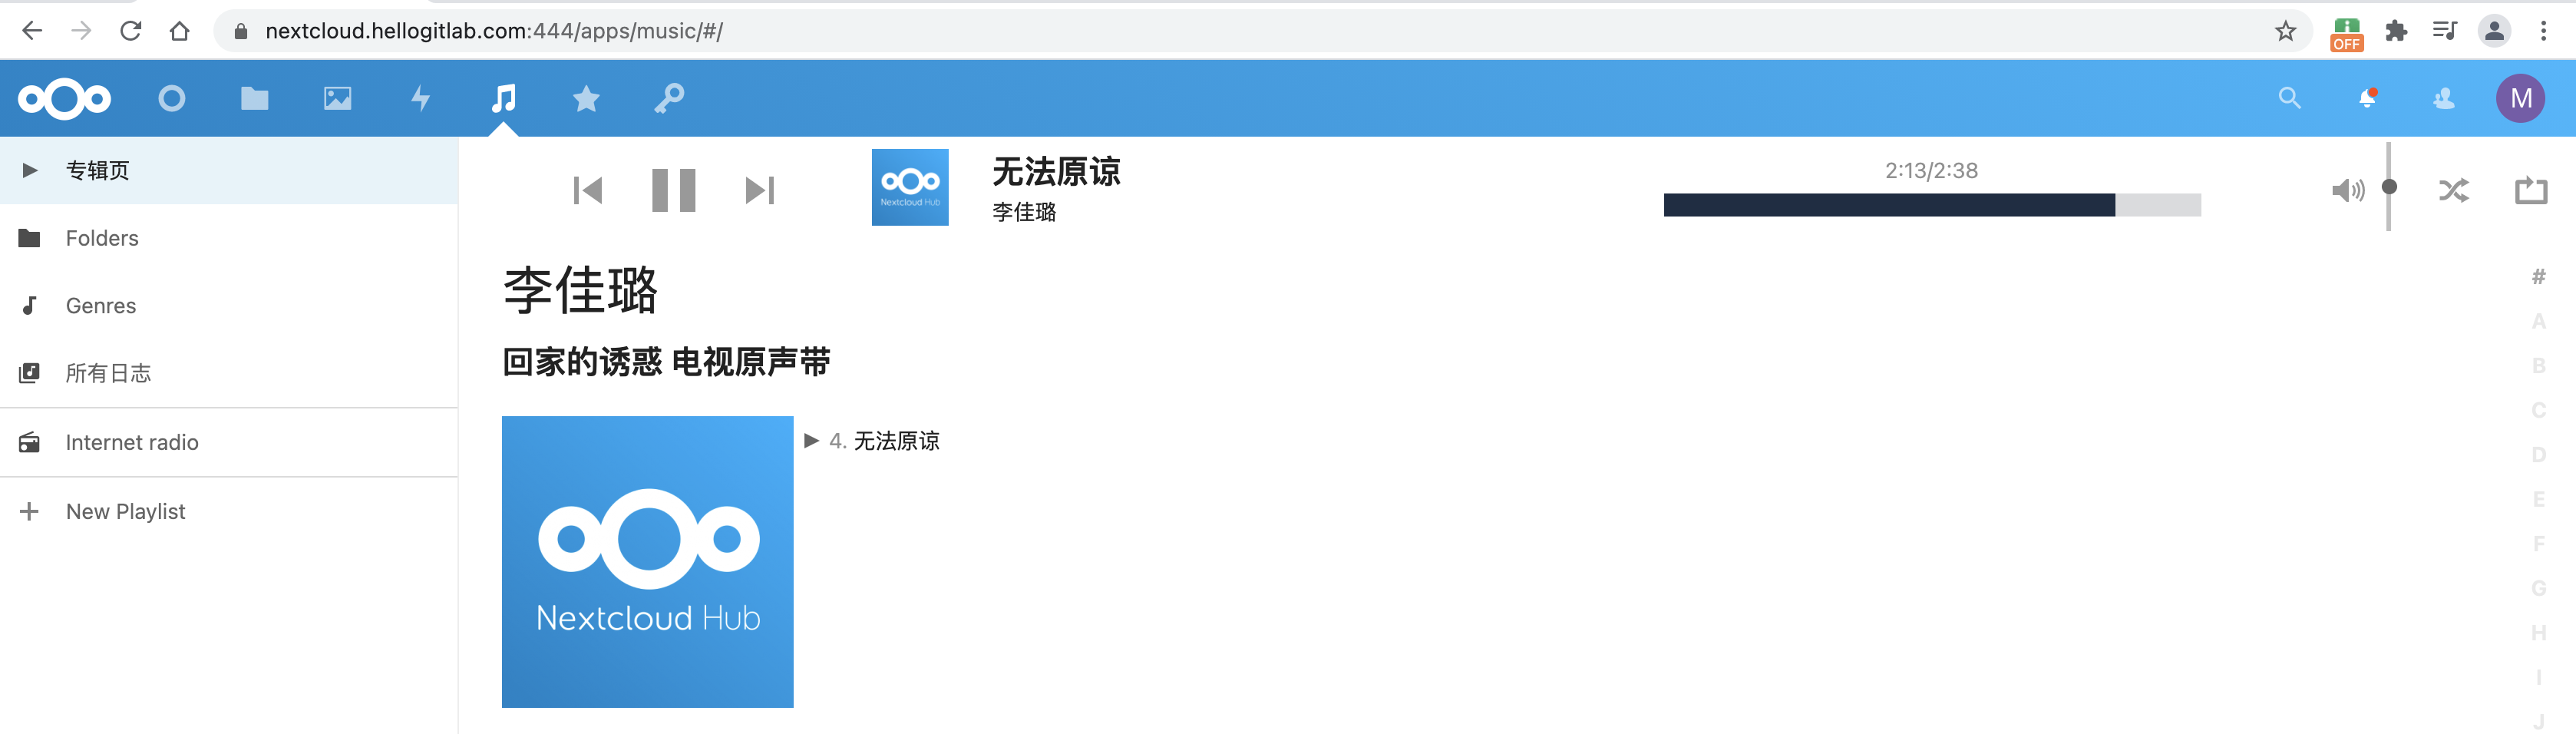 nextcloud.hellogitlab.com:444/apps/music/#/
OFF
M
专辑页
Folders
Genres
所有日志
Internet radio
New Playlist
Nextcloud Hub
无法原谅
李佳璐
2:13/2:38
李佳璐
回家的诱惑 电视原声带
Nextcloud Hub
4. 无法原谅
#
A
B
C
D
E
F
G
H
I
J